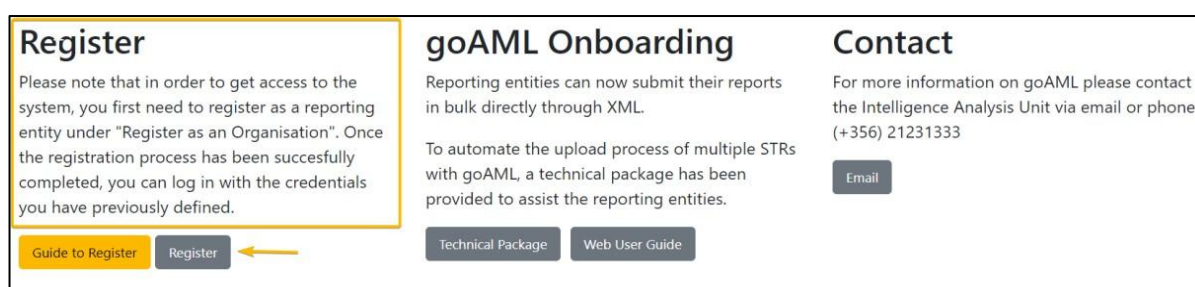 Register
Please note that in order to get access to the
system, you first need to register as a reporting
entity under "Register as an Organisation". Once
the registration process has been succesfully
completed, you can log in with the credentials
you have previously defined.
Guide to Register
Register
goAML Onboarding
Reporting entities can now submit their reports
in bulk directly through XML.
To automate the upload process of multiple STRs
with goAML, a technical package has been
provided to assist the reporting entities.
Technical Package
Web User Guide
Contact
For more information on goAML please contact
the Intelligence Analysis Unit via email or phone
(+356) 21231333
Email